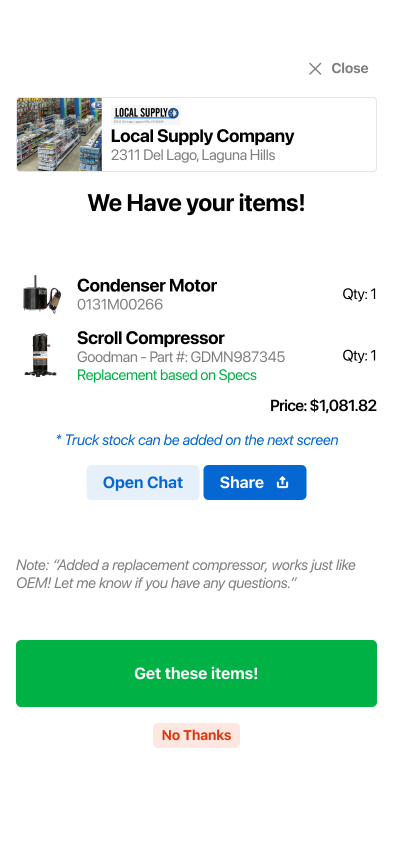 Close
LOCAL SUPPLY
Local Supply Company
2311 Del Lago, Laguna Hills
We Have your items!
Condenser Motor
0131M00266
Qty: 1
Scroll Compressor
Goodman - Part #: GDMN987345
Replacement based on Specs
Qty: 1
Price: $1,081.82
* Truck stock can be added on the next screen
Open Chat
Share
Note: “Added a replacement compressor, works just like
OEM! Let me know if you have any questions.”
Get these items!
No Thanks